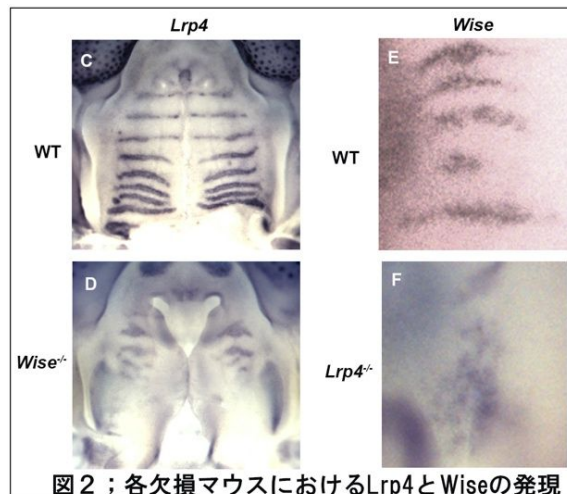 Lrp4 Wise
C E
WT WT
D F
Wise-/- Lrp4-/-
図2；各欠損マウスにおけるLrp4とWiseの発現